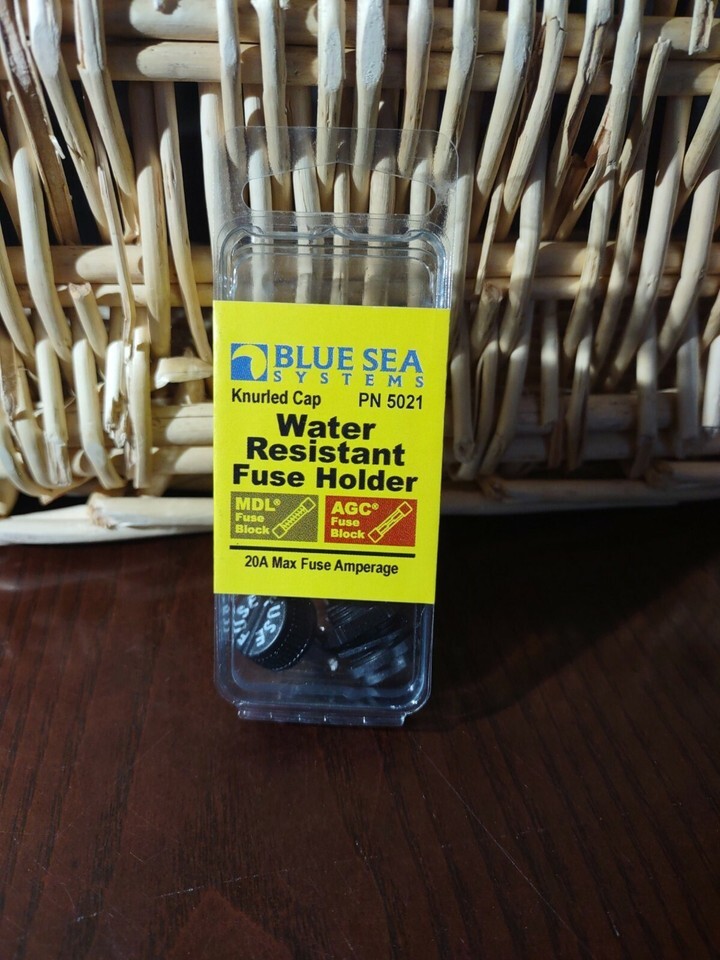 BLUE SEA
SYSTEMS
Knurled Cap PN 5021
Water
Resistant
Fuse Holder
MDL®
Fuse
Block
AGC®
Fuse
Block
20A Max Fuse Amperage
FUSE